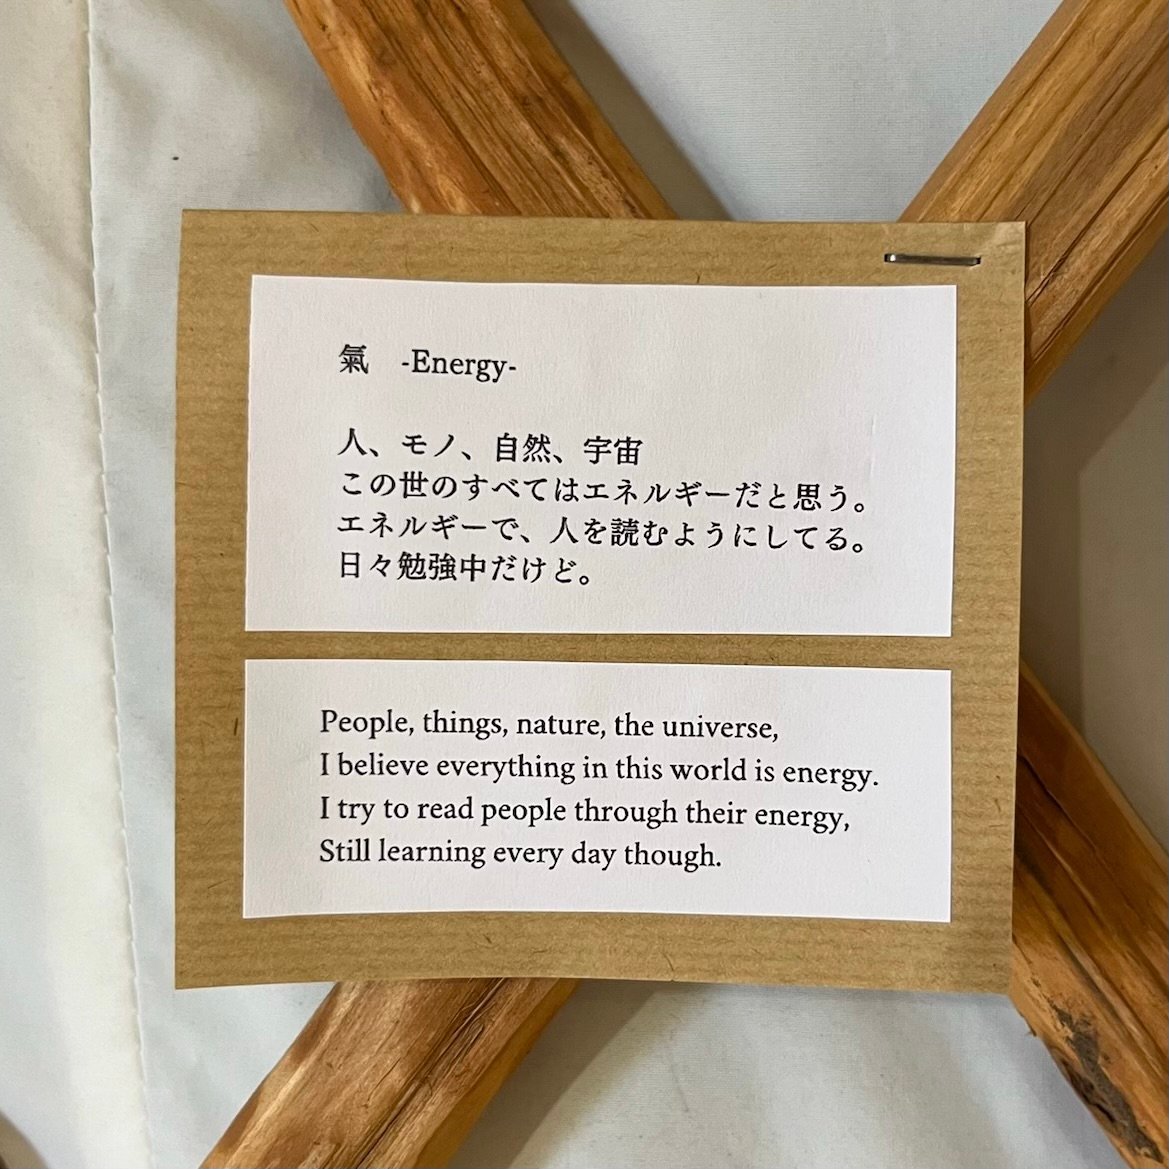 氣　-Energy-
人、モノ、自然、宇宙
この世のすべてはエネルギーだと思う。
エネルギーで、人を読むようにしてる。
日々勉強中だけど。
People, things, nature, the universe,
I believe everything in this world is energy.
I try to read people through their energy,
Still learning every day though.